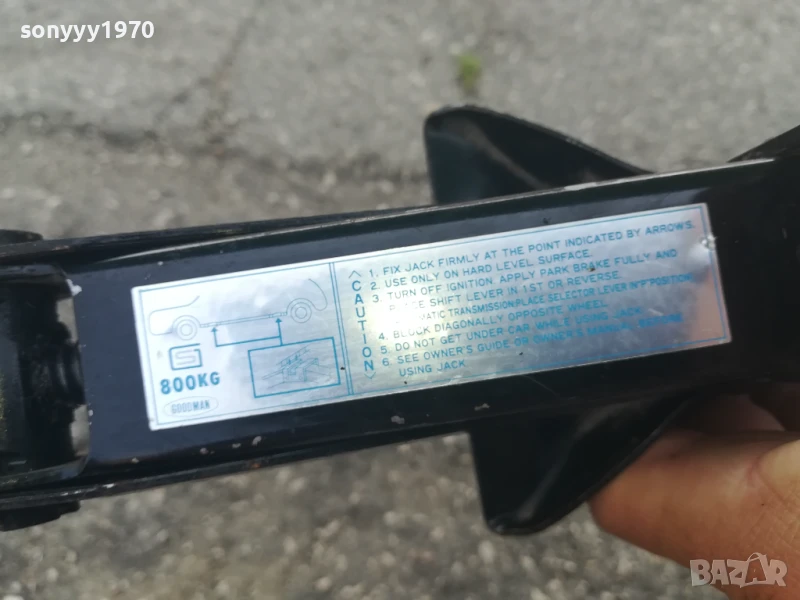 sonyyy1970
800KG
GOODMAN
<CAUTION>
1. FIX JACK FIRMLY AT THE POINT INDICATED BY ARROWS.
2. USE ONLY ON HARD LEVEL SURFACE.
3. TURN OFF IGNITION APPLY PARK BRAKE FULLY AND
SHIFT LEVER IN 1ST OR REVERSE.
TRANSMISSION:PLACE SELECTOR LEVER IN "P" POSITION
4. BLOCK DIAGONALLY OPPOSITE WHEEL
5. DO NOT GET UNDER CAR WHILE USING JACK.
6. SEE OWNER'S GUIDE OR OWNER'S MANUAL BEFORE
USING JACK.
BAZAR